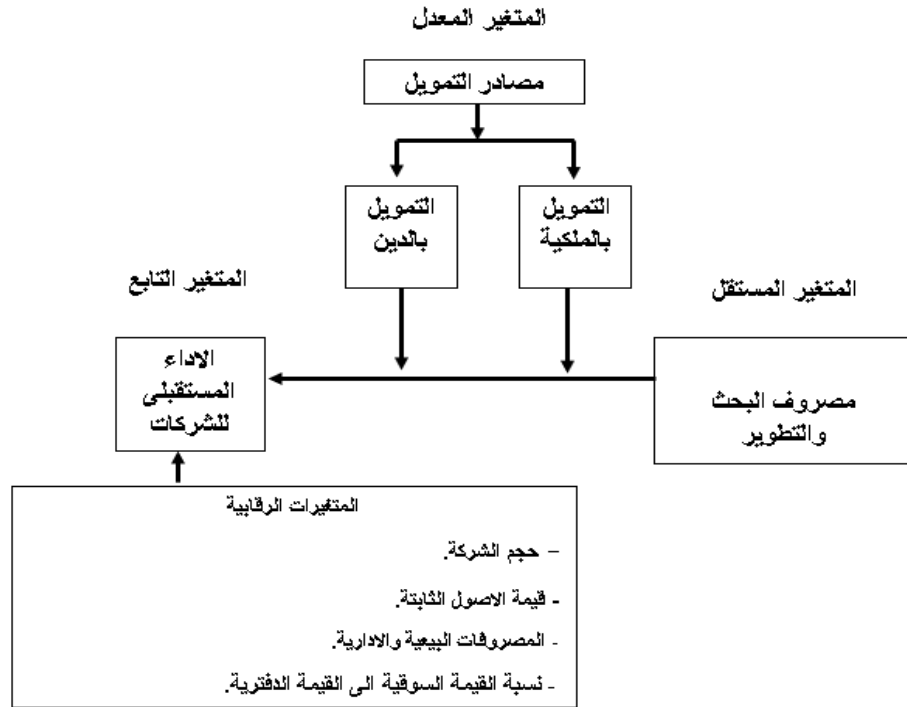 المتغير المعدل
مصادر التمويل
التمويل
بالملكية
التمويل
بالدين
المتغير المستقل
المتغير التابع
مصروف البحث
والتطوير
الاداء
المستقبلى
للشركات
المتغيرات الرقابية
– حجم الشركة.
- قيمة الاصول الثابتة.
- المصروفات البيعية والادارية.
- نسبة القيمة السوقية الى القيمة الدفترية.